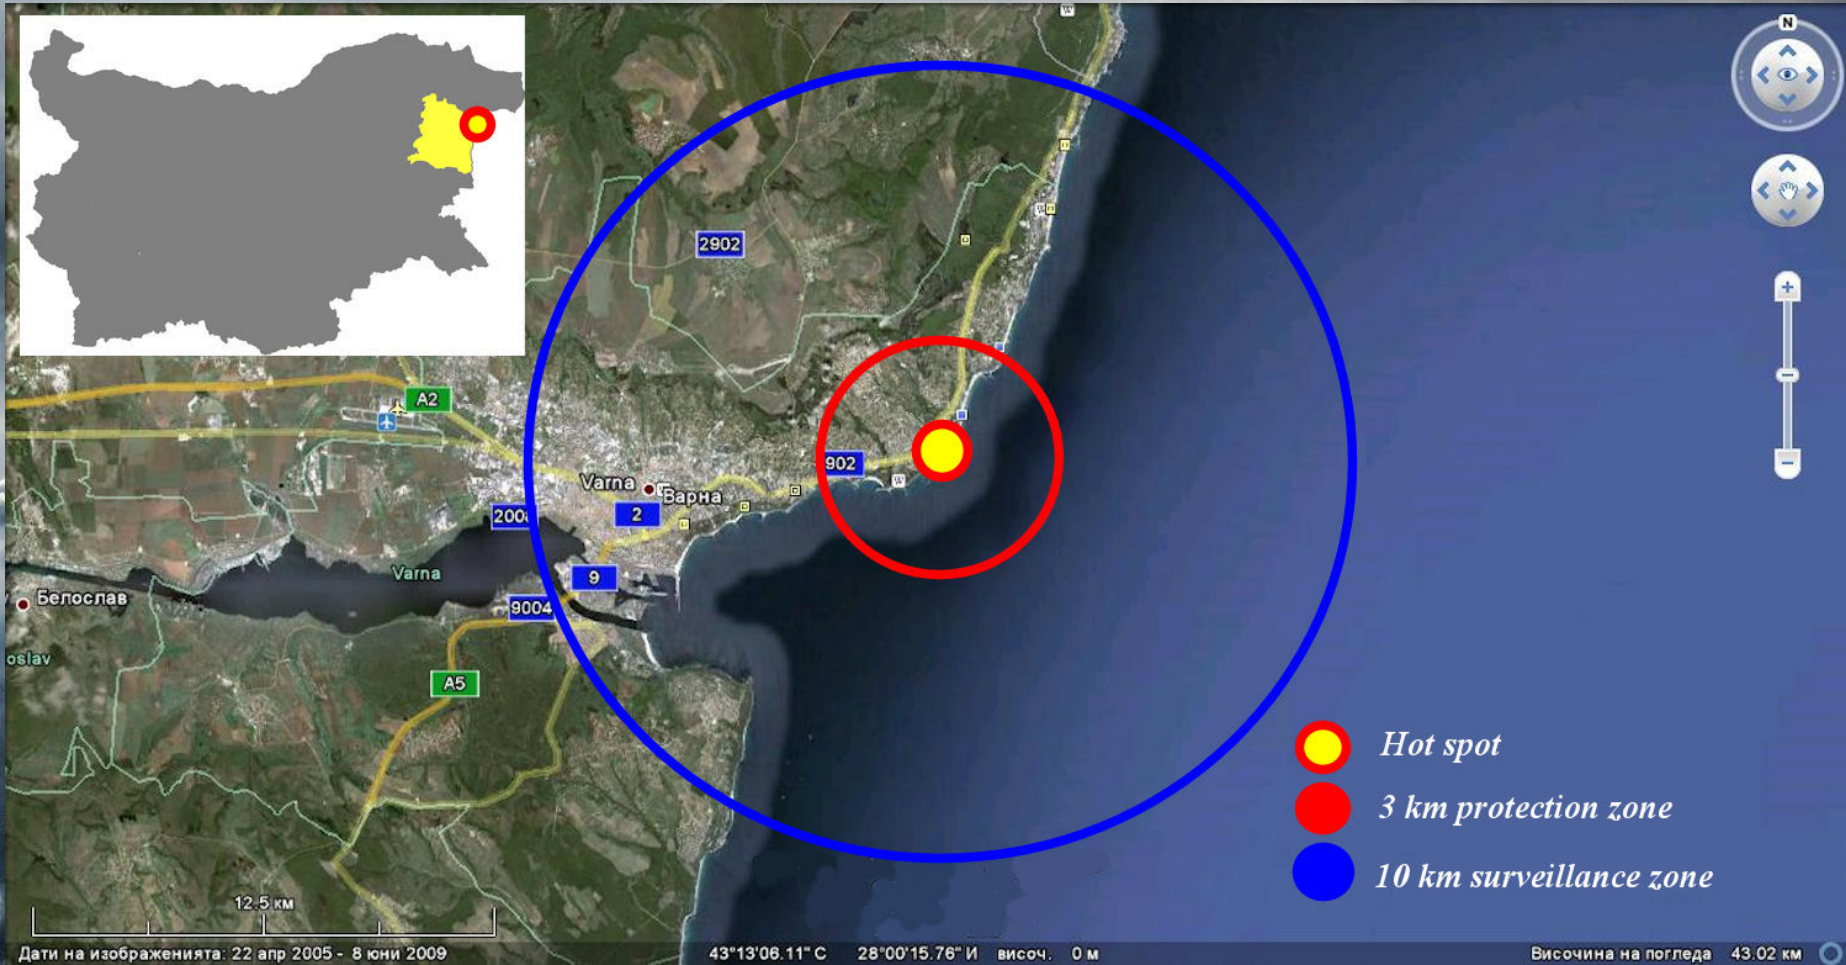 N
2902
A2
902
Varna
Варна
2
200
Varna
9
9004
Белослав
oslav
A5
Hot spot
3 km protection zone
10 km surveillance zone
12.5 км
Дати на изображенията: 22 апр 2005 - 8 юни 2009
43°13'06.11" С 28°00'15.76" И височ. 0 м
Височина на погледа 43.02 км